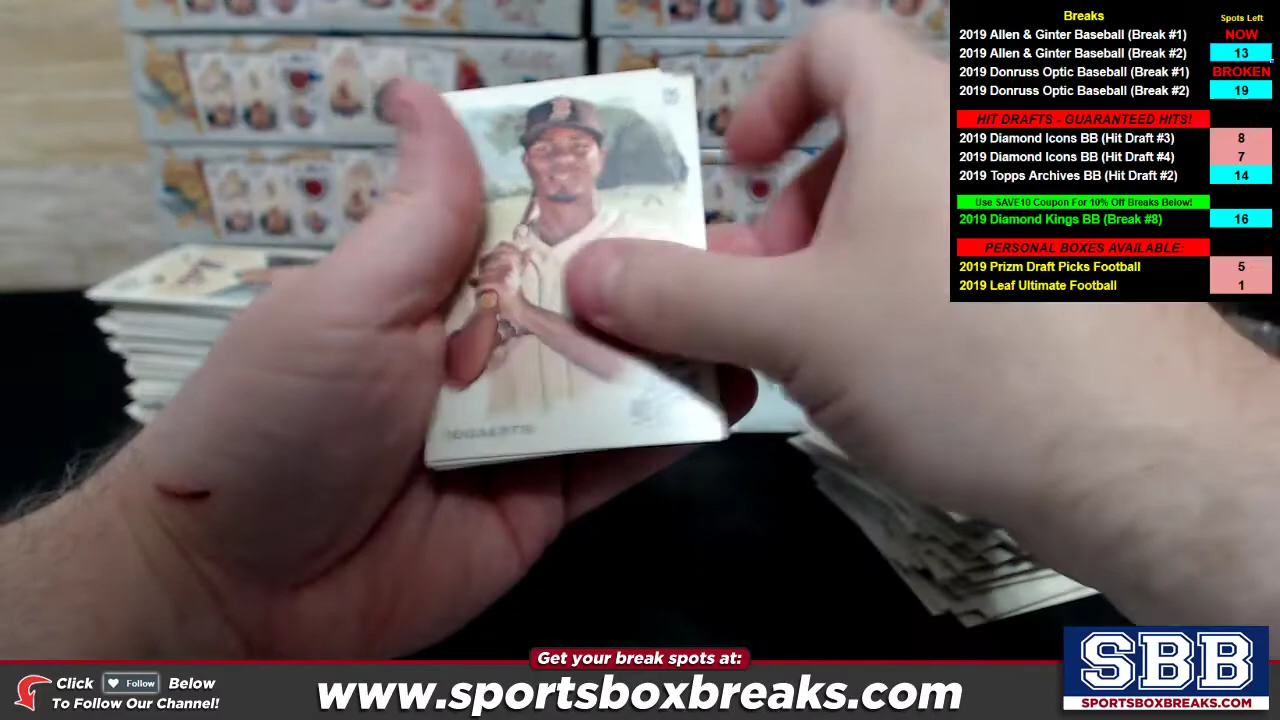 Breaks Spots Left
2019 Allen & Ginter Baseball (Break #1) NOW
2019 Allen & Ginter Baseball (Break #2) 13
2019 Donruss Optic Baseball (Break #1) BROKEN
2019 Donruss Optic Baseball (Break #2) 19
HIT DRAFTS - GUARANTEED HITS!
2019 Diamond Icons BB (Hit Draft #3) 8
2019 Diamond Icons BB (Hit Draft #4) 7
2019 Topps Archives BB (Hit Draft #2) 14
Use SAVE10 Coupon For 10% Off Breaks Below!
2019 Diamond Kings BB (Break #8) 16
PERSONAL BOXES AVAILABLE:
2019 Prizm Draft Picks Football 5
2019 Leaf Ultimate Football 1
B
Get your break spots at:
Click Follow Below
To Follow Our Channel!
www.sportsboxbreaks.com
SBB
SPORTSBOXBREAKS.COM